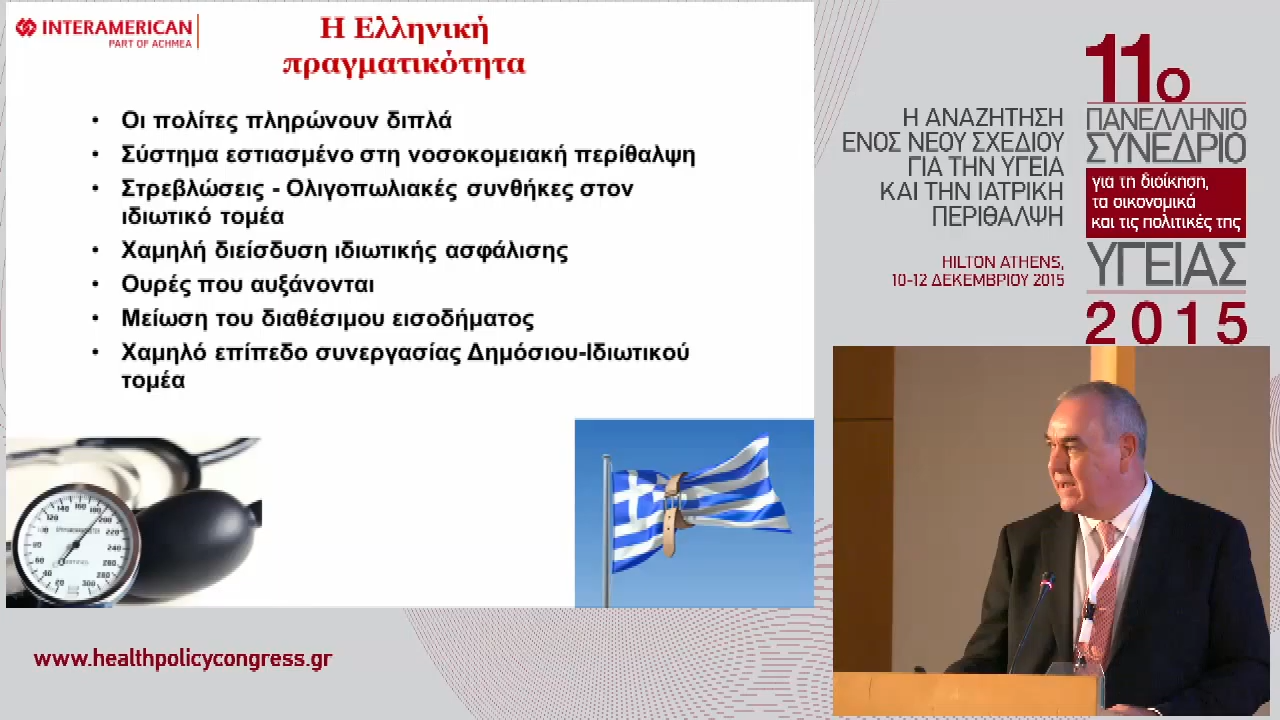 INTERAMERICAN
PART OF ACHMEA
Η Ελληνική
πραγματικότητα
• Οι πολίτες πληρώνουν διπλά
• Σύστημα εστιασμένο στη νοσοκομειακή περίθαλψη
• Στρεβλώσεις - Ολιγοπωλιακές συνθήκες στον
ιδιωτικό τομέα
• Χαμηλή διείσδυση ιδιωτικής ασφάλισης
• Ουρές που αυξάνονται
• Μείωση του διαθέσιμου εισοδήματος
• Χαμηλό επίπεδο συνεργασίας Δημόσιου-Ιδιωτικού
τομέα
www.healthpolicycongress.gr
Η ΑΝΑΖΗΤΗΣΗ
ΕΝΟΣ ΝΕΟΥ ΣΧΕΔΙΟΥ
ΓΙΑ ΤΗΝ ΥΓΕΙΑ
ΚΑΙ ΤΗΝ ΙΑΤΡΙΚΗ
ΠΕΡΙΘΑΛΨΗ
HILTON ATHENS,
10-12 ΔΕΚΕΜΒΡΙΟΥ 2015
11ο
ΠΑΝΕΛΛΗΝΙΟ
ΣΥΝΕΔΡΙΟ
για τη διοίκηση,
τα οικονομικά
και τις πολιτικές της
ΥΓΕΙΑΣ
2015